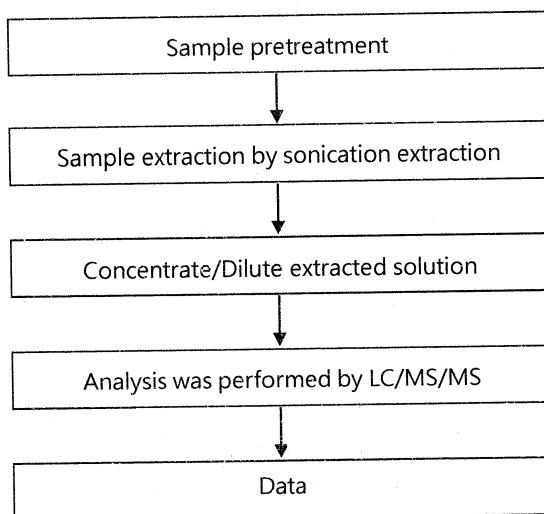 Sample pretreatment
Sample extraction by sonication extraction
Concentrate/Dilute extracted solution
Analysis was performed by LC/MS/MS
Data